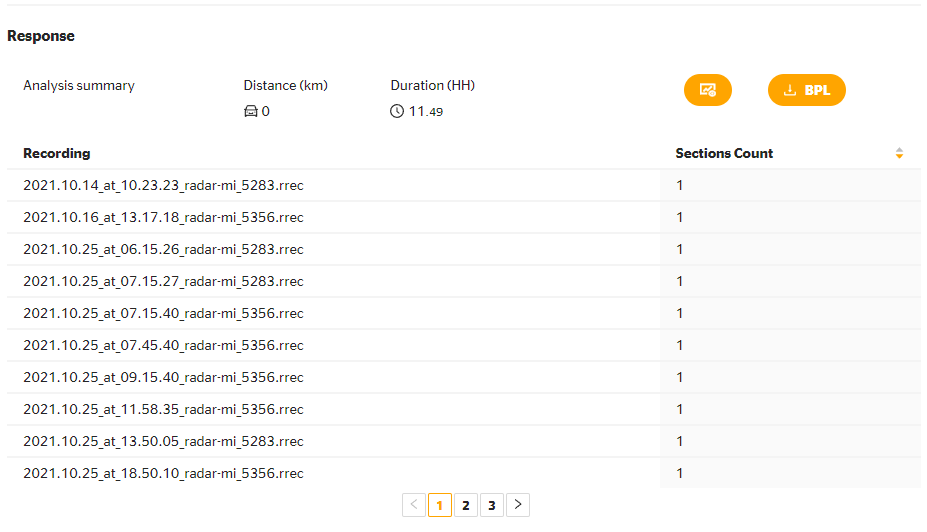 Response
Analysis summary Distance (km) Duration (HH)
0 11.49 BPL
Recording Sections Count
2021.10.14_at_10.23.23_radar-mi_5283.rrec 1
2021.10.16_at_13.17.18_radar-mi_5356.rrec 1
2021.10.25_at_06.15.26_radar-mi_5283.rrec 1
2021.10.25_at_07.15.27_radar-mi_5283.rrec 1
2021.10.25_at_07.15.40_radar-mi_5356.rrec 1
2021.10.25_at_07.45.40_radar-mi_5356.rrec 1
2021.10.25_at_09.15.40_radar-mi_5356.rrec 1
2021.10.25_at_11.58.35_radar-mi_5356.rrec 1
2021.10.25_at_13.50.05_radar-mi_5283.rrec 1
2021.10.25_at_18.50.10_radar-mi_5356.rrec 1
< 1 2 3 >